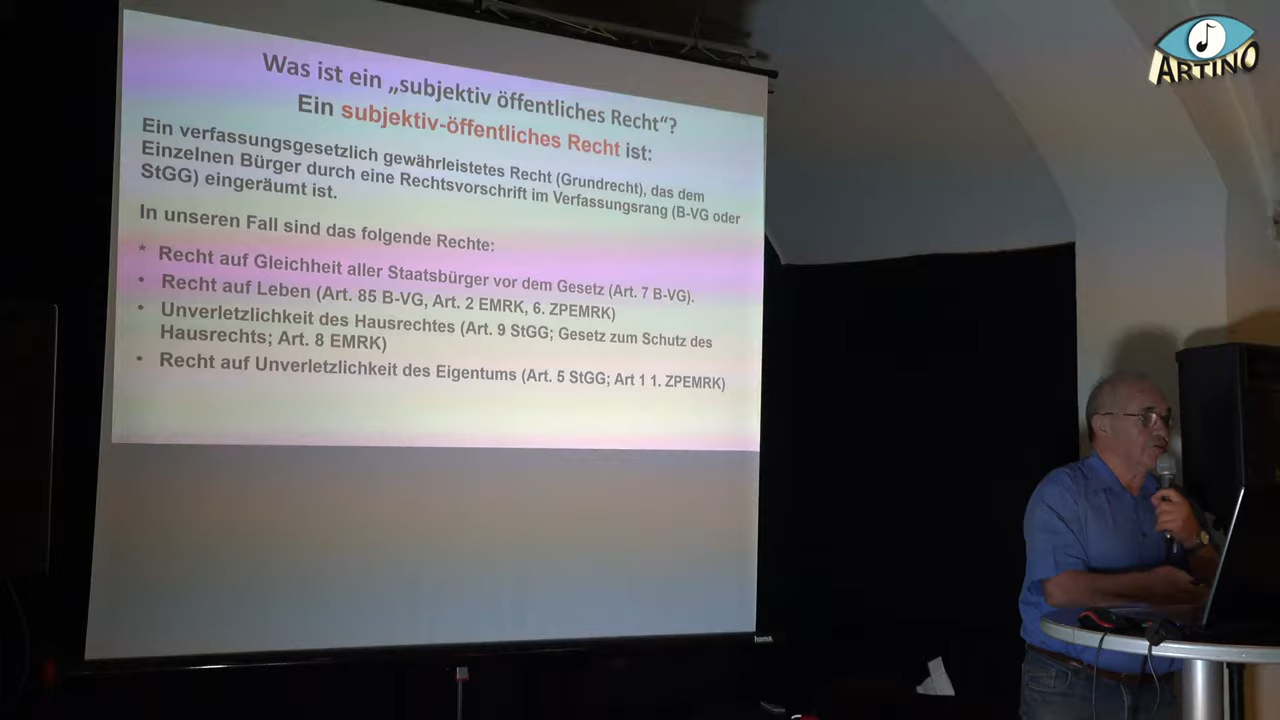 ARTINO
Was ist ein „subjektiv öffentliches Recht“?
Ein subjektiv-öffentliches Recht ist:
Ein verfassungsgesetzlich gewährleistetes Recht (Grundrecht), das dem
Einzelnen Bürger durch eine Rechtsvorschrift im Verfassungsrang (B-VG oder
StGG) eingeräumt ist.
In unseren Fall sind das folgende Rechte:
* Recht auf Gleichheit aller Staatsbürger vor dem Gesetz (Art. 7 B-VG).
• Recht auf Leben (Art. 85 B-VG, Art. 2 EMRK, 6. ZPEMRK)
• Unverletzlichkeit des Hausrechtes (Art. 9 StGG; Gesetz zum Schutz des
Hausrechts; Art. 8 EMRK)
• Recht auf Unverletzlichkeit des Eigentums (Art. 5 StGG; Art 1 1. ZPEMRK)
hama